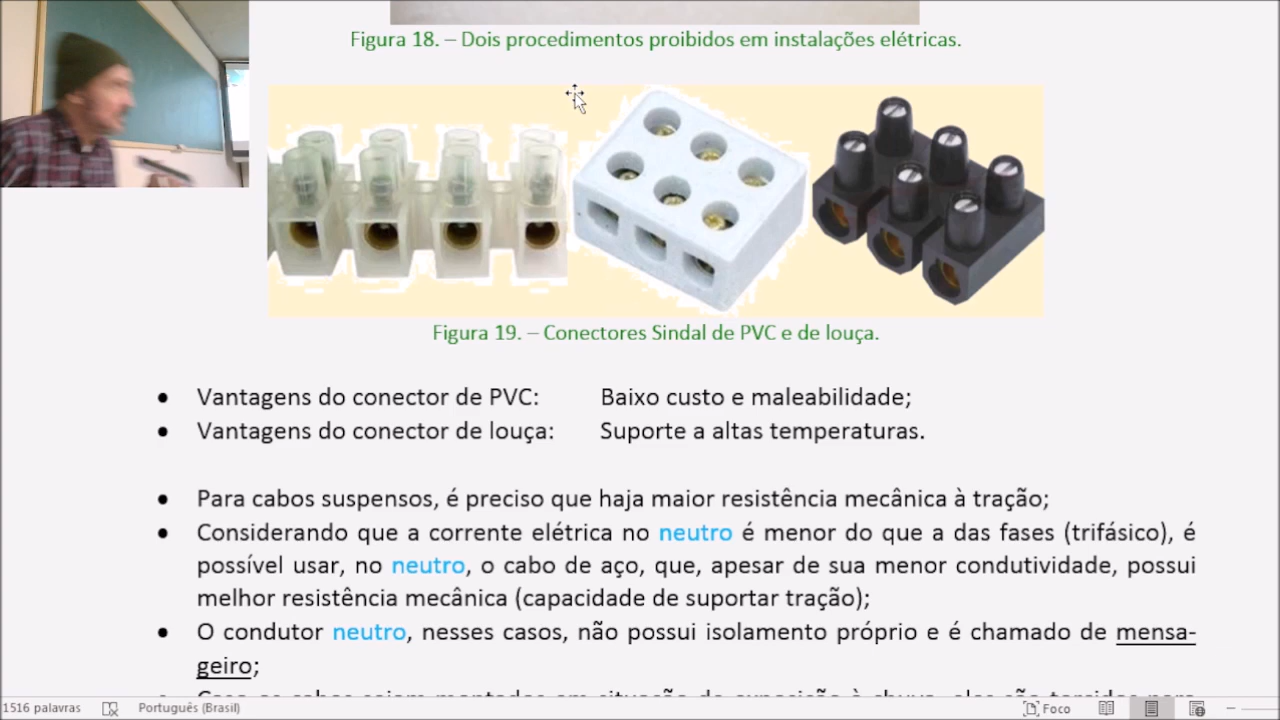 Figura 18. – Dois procedimentos proibidos em instalações elétricas.
Figura 19. – Conectores Sindal de PVC e de louça.
• Vantagens do conector de PVC: Baixo custo e maleabilidade;
• Vantagens do conector de louça: Suporte a altas temperaturas.
• Para cabos suspensos, é preciso que haja maior resistência mecânica à tração;
• Considerando que a corrente elétrica no neutro é menor do que a das fases (trifásico), é
possível usar, no neutro, o cabo de aço, que, apesar de sua menor condutividade, possui
melhor resistência mecânica (capacidade de suportar tração);
• O condutor neutro, nesses casos, não possui isolamento próprio e é chamado de mensa-
geiro;
1516 palavras Português (Brasil) Foco